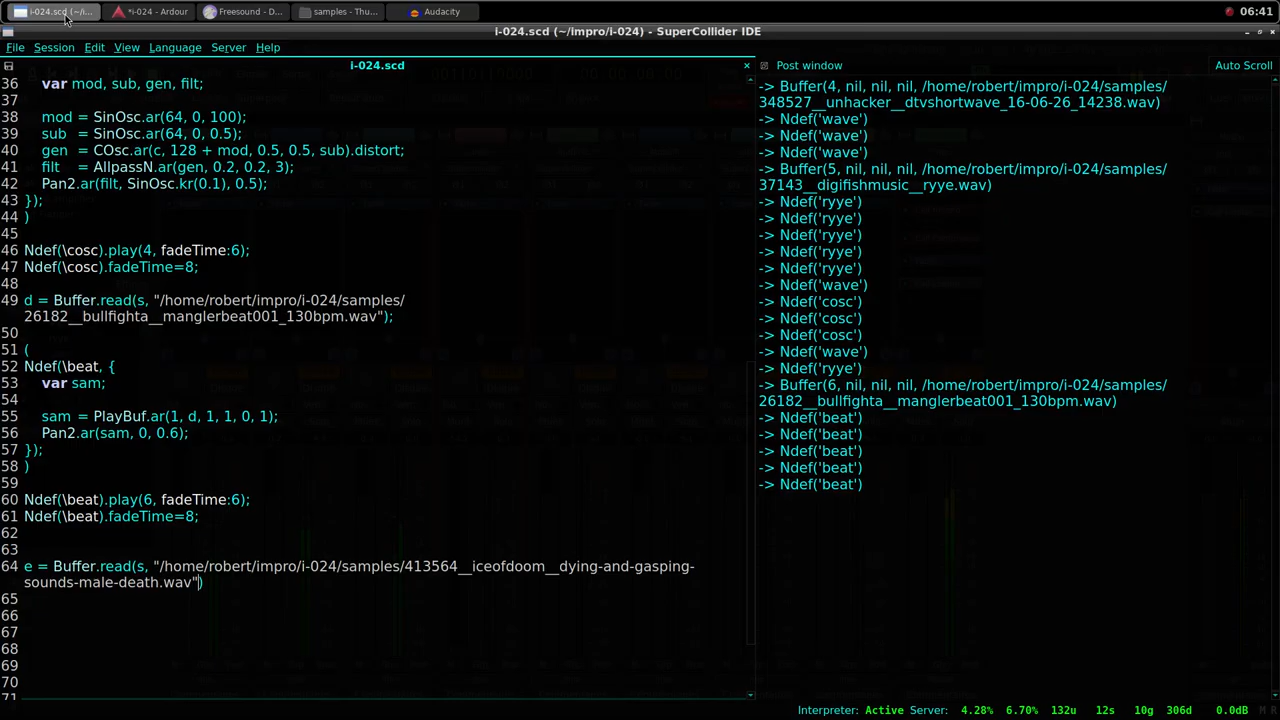 i-024.scd (~/i...
*i-024 - Ardour
Freesound - D...
samples - Thu...
Audacity
06:41
i-024.scd (~/impro/i-024) - SuperCollider IDE
File Session Edit View Language Server Help
i-024.scd
36 var mod, sub, gen, filt;
37
38 mod = SinOsc.ar(64, 0, 100);
39 sub = SinOsc.ar(64, 0, 0.5);
40 gen = COsc.ar(c, 128 + mod, 0.5, 0.5, sub).distort;
41 filt = AllpassN.ar(gen, 0.2, 0.2, 3);
42 Pan2.ar(filt, SinOsc.kr(0.1), 0.5);
43 });
44 )
45
46 Ndef(\cosc).play(4, fadeTime:6);
47 Ndef(\cosc).fadeTime=8;
48
49 d = Buffer.read(s, "/home/robert/impro/i-024/samples/
26182__bullfighta__manglerbeat001_130bpm.wav");
50
51 (
52 Ndef(\beat, {
53 var sam;
54
55 sam = PlayBuf.ar(1, d, 1, 1, 0, 1);
56 Pan2.ar(sam, 0, 0.6);
57 });
58 )
59
60 Ndef(\beat).play(6, fadeTime:6);
61 Ndef(\beat).fadeTime=8;
62
63
64 e = Buffer.read(s, "/home/robert/impro/i-024/samples/413564__iceofdoom__dying-and-gasping-
sounds-male-death.wav")
65
66
67
68
69
70
71
Post window
Auto Scroll
-> Buffer(4, nil, nil, nil, /home/robert/impro/i-024/samples/
348527__unhacker__dtvshortwave_16-06-26_14238.wav)
-> Ndef('wave')
-> Ndef('wave')
-> Ndef('wave')
-> Buffer(5, nil, nil, nil, /home/robert/impro/i-024/samples/
37143__digifishmusic__ryye.wav)
-> Ndef('ryye')
-> Ndef('ryye')
-> Ndef('ryye')
-> Ndef('ryye')
-> Ndef('ryye')
-> Ndef('wave')
-> Ndef('cosc')
-> Ndef('cosc')
-> Ndef('cosc')
-> Ndef('wave')
-> Ndef('ryye')
-> Buffer(6, nil, nil, nil, /home/robert/impro/i-024/samples/
26182__bullfighta__manglerbeat001_130bpm.wav)
-> Ndef('beat')
-> Ndef('beat')
-> Ndef('beat')
-> Ndef('beat')
-> Ndef('beat')
Interpreter: Active Server: 4.28% 6.70% 132u 12s 10g 306d 0.0dB M R